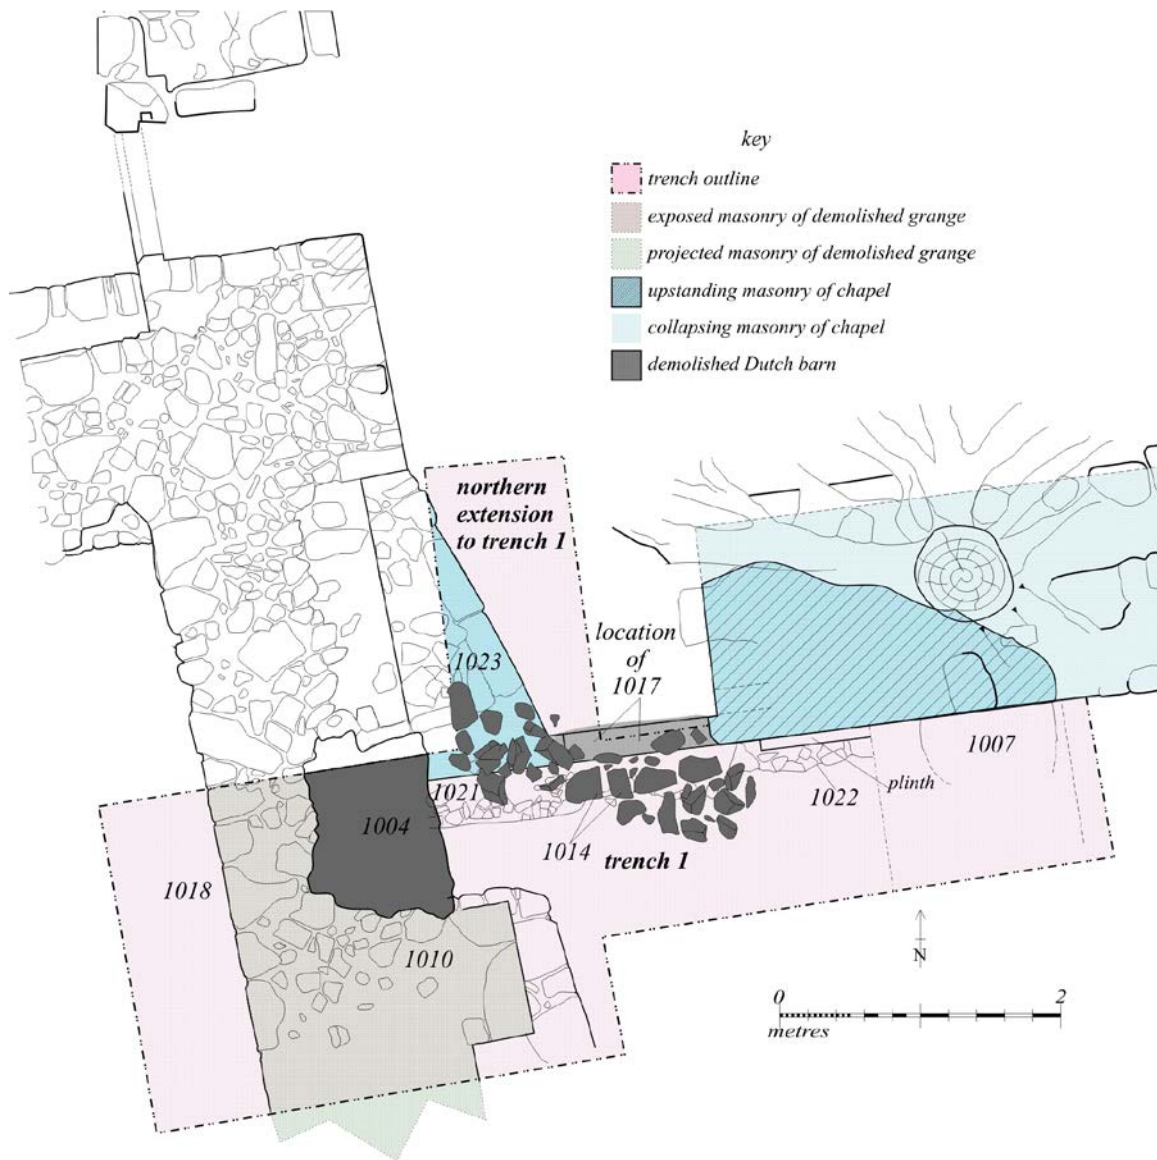 key
trench outline
exposed masonry of demolished grange
projected masonry of demolished grange
upstanding masonry of chapel
collapsing masonry of chapel
demolished Dutch barn
northern
extension
to trench 1
location
of
1017
1023
1007
plinth
1021
1022
1004
1014
trench 1
1018
1010
N
0
2
metres